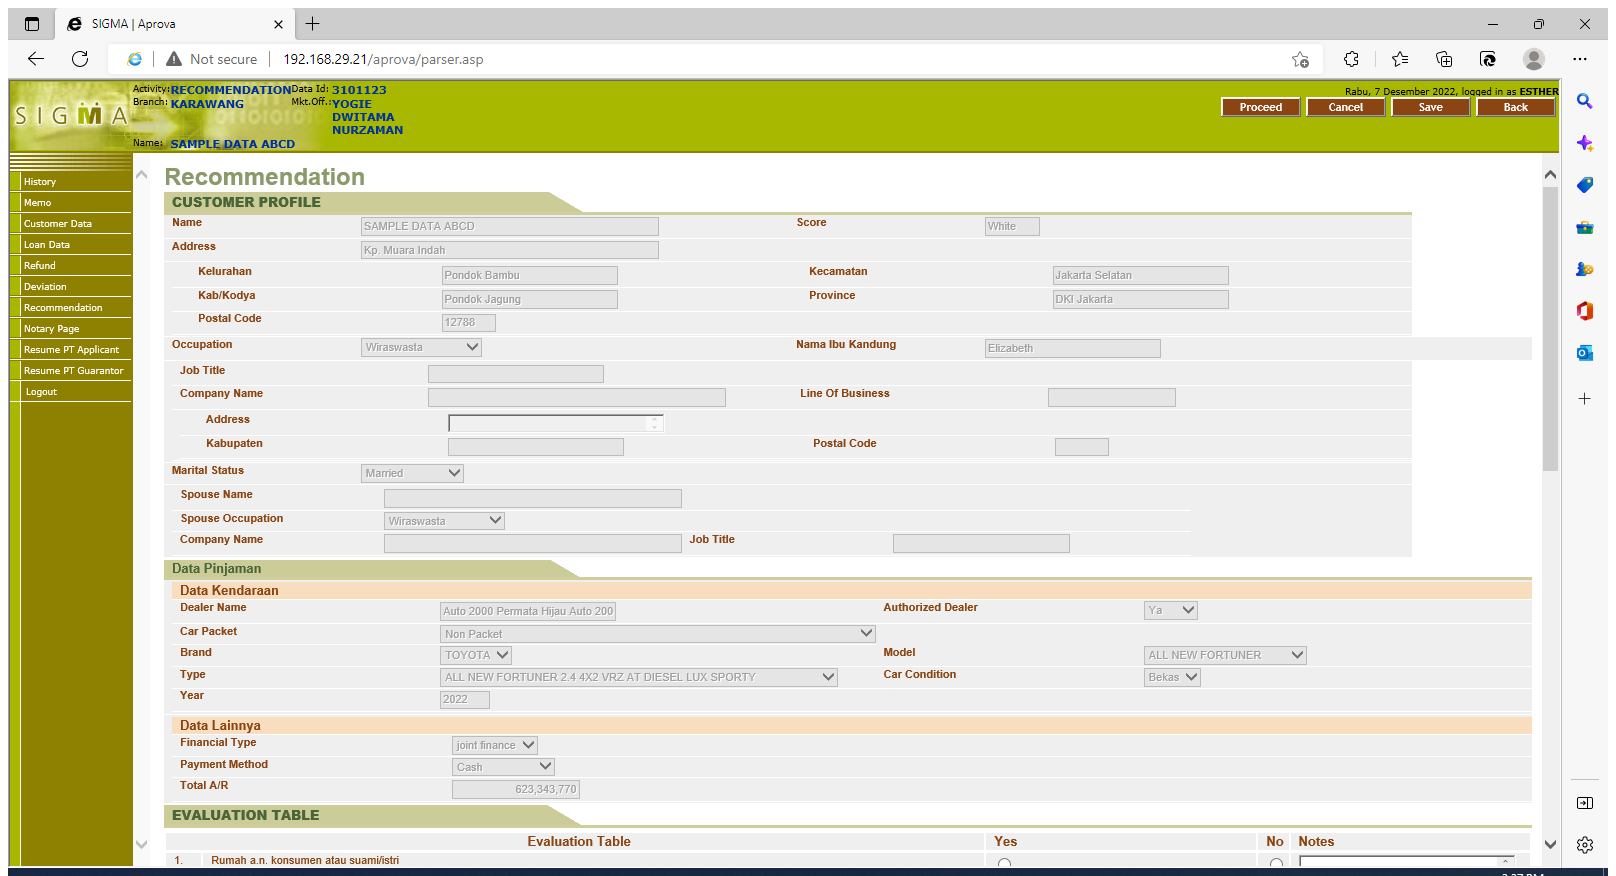 SIGMA | Aprova
Not secure 192.168.29.21/aprova/parser.asp
SIGMA
Activity: RECOMMENDATION Data Id: 3101123
Branch: KARAWANG Mkt.Off.: YOGIE
DWITAMA
NURZAMAN
Name: SAMPLE DATA ABCD
Rabu, 7 Desember 2022, logged in as ESTHER
Proceed Cancel Save Back
History
Memo
Customer Data
Loan Data
Refund
Deviation
Recommendation
Notary Page
Resume PT Applicant
Resume PT Guarantor
Logout
Recommendation
CUSTOMER PROFILE
Name SAMPLE DATA ABCD Score White
Address Kp. Muara Indah
Kelurahan Pondok Bambu Kecamatan Jakarta Selatan
Kab/Kodya Pondok Jagung Province DKI Jakarta
Postal Code 12788
Occupation Wiraswasta Nama Ibu Kandung Elizabeth
Job Title
Company Name Line Of Business
Address
Kabupaten Postal Code
Marital Status Married
Spouse Name
Spouse Occupation Wiraswasta
Company Name Job Title
Data Pinjaman
Data Kendaraan
Dealer Name Auto 2000 Permata Hijau Auto 200 Authorized Dealer Ya
Car Packet Non Packet
Brand TOYOTA Model ALL NEW FORTUNER
Type ALL NEW FORTUNER 2.4 4X2 VRZ AT DIESEL LUX SPORTY Car Condition Bekas
Year 2022
Data Lainnya
Financial Type joint finance
Payment Method Cash
Total A/R 623,343,770
EVALUATION TABLE
Evaluation Table Yes No Notes
1. Rumah a.n. konsumen atau suami/istri